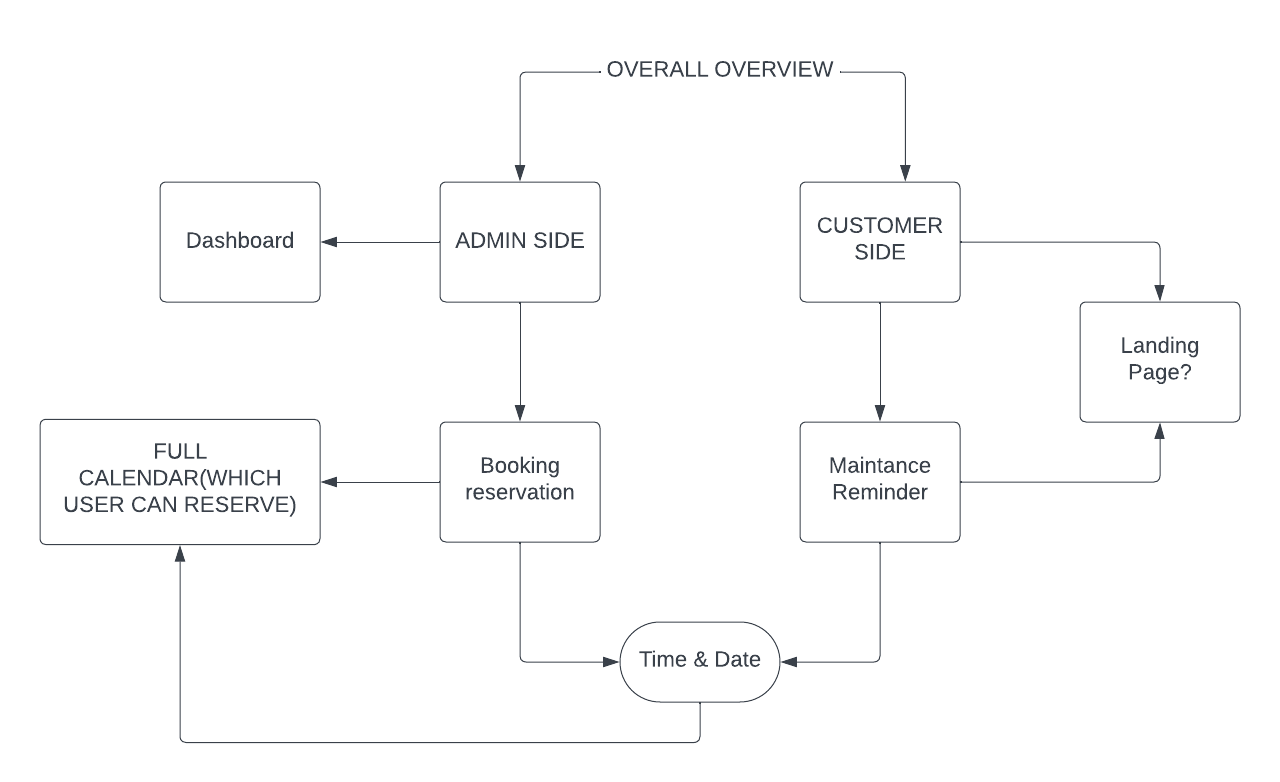 OVERALL OVERVIEW
Dashboard
ADMIN SIDE
CUSTOMER
SIDE
Landing
Page?
FULL
CALENDAR(WHICH
USER CAN RESERVE)
Booking
reservation
Maintance
Reminder
Time & Date